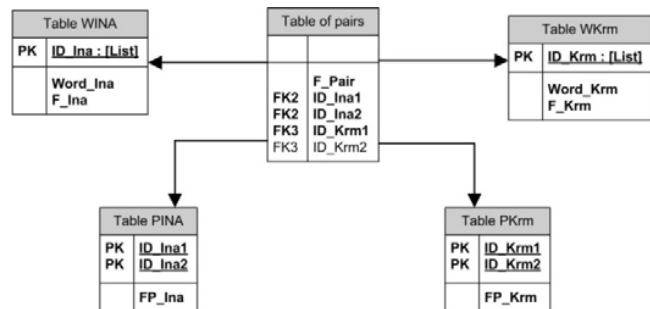 Table WINA
PK ID_Ina : [List]
Word_Ina
F_Ina
Table of pairs
F_Pair
FK2 ID_Ina1
FK2 ID_Ina2
FK3 ID_Krm1
FK3 ID_Krm2
Table WKrm
PK ID_Krm : [List]
Word_Krm
F_Krm
Table PINA
PK ID_Ina1
PK ID_Ina2
FP_Ina
Table PKrm
PK ID_Krm1
PK ID_Krm2
FP_Krm